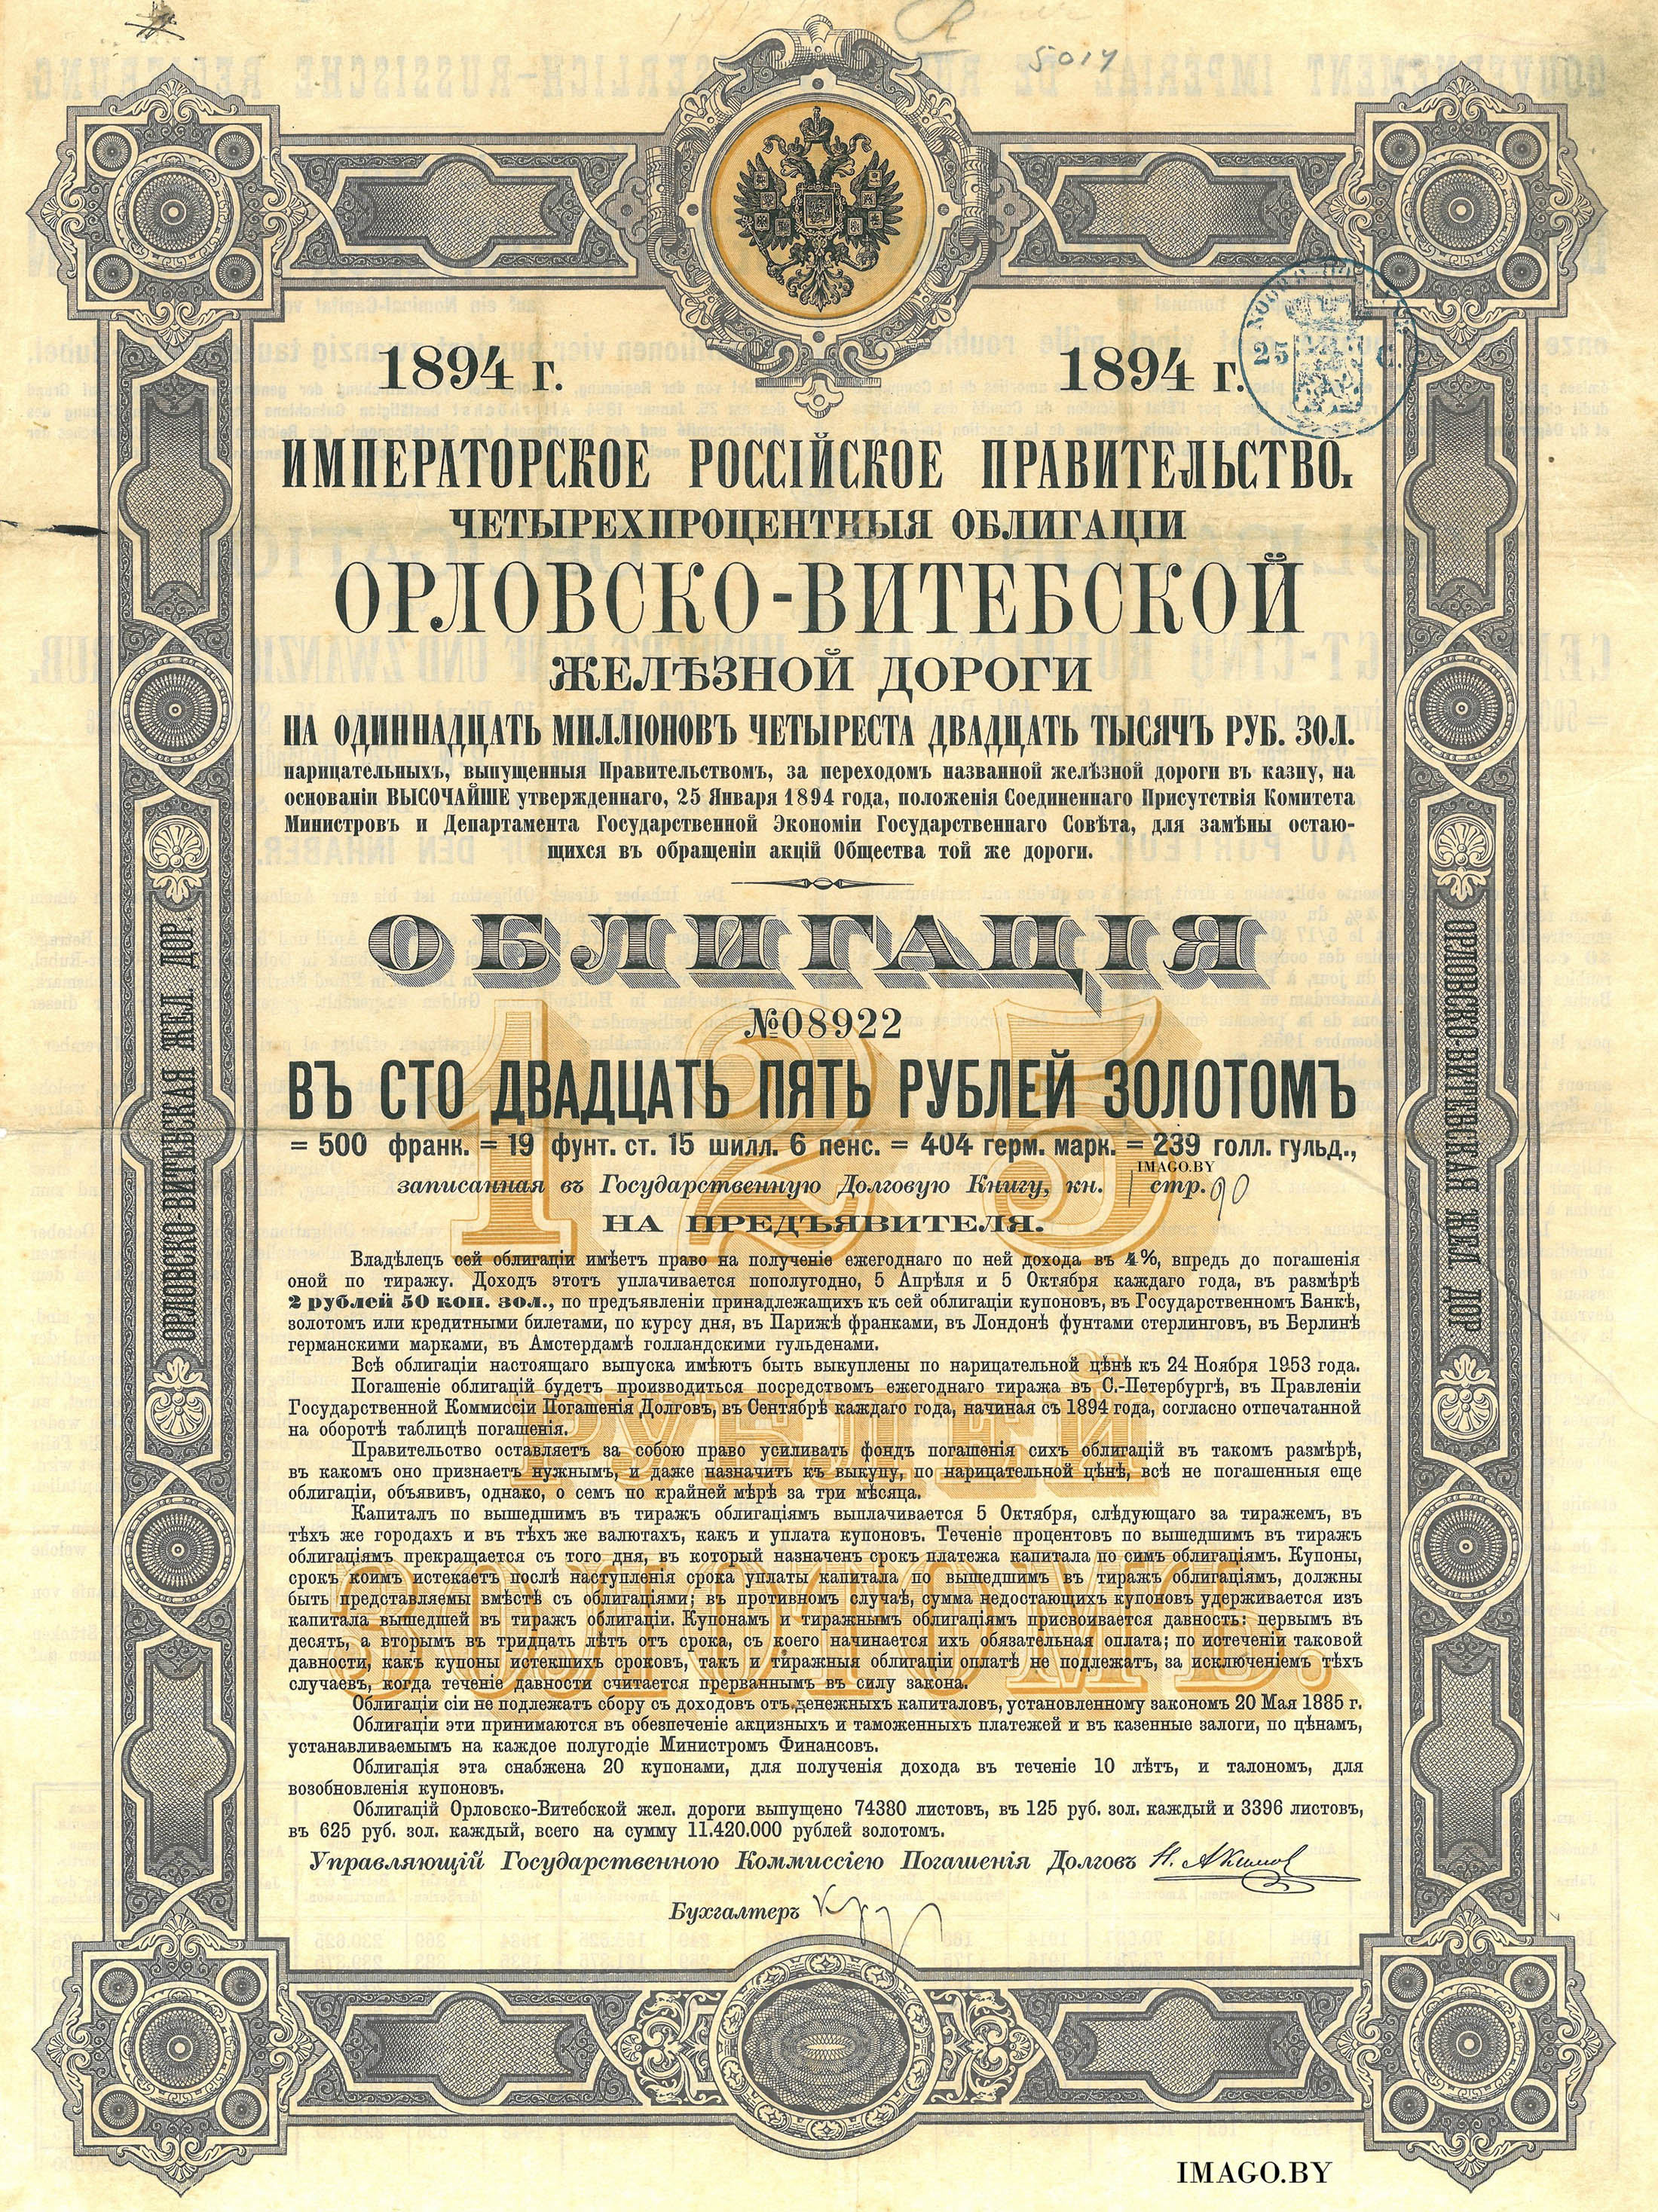 5017
1894 г.
1894 г.
25
ИМПЕРАТОРСКОЕ РОССІЙСКОЕ ПРАВИТЕЛЬСТВО.
ЧЕТЫРЕХПРОЦЕНТНЫЯ ОБЛИГАЦІИ
ОРЛОВСКО-ВИТЕБСКОЙ
ЖЕЛѢЗНОЙ ДОРОГИ
НА ОДИННАДЦАТЬ МИЛЛІОНОВЪ ЧЕТЫРЕСТА ДВАДЦАТЬ ТЫСЯЧЪ РУБ. ЗОЛ.
нарицательныхъ, выпущенныя Правительствомъ, за переходомъ названной желѣзной дороги въ казну, на
основаніи ВЫСОЧАЙШЕ утвержденнаго, 25 Января 1894 года, положенія Соединеннаго Присутствія Комитета
Министровъ и Департамента Государственной Экономіи Государственнаго Совѣта, для замѣны остаю-
щихся въ обращеніи акцій Общества той же дороги.
ОБЛИГАЦІЯ
№08922
ВЪ СТО ДВАДЦАТЬ ПЯТЬ РУБЛЕЙ ЗОЛОТОМЪ
= 500 франк. = 19 фунт. ст. 15 шилл. 6 пенс. = 404 герм. марк. = 239 голл. гульд.,
IMAGO.BY
записанная въ Государственную Долговую Книгу, кн. 1 стр. 90
НА ПРЕДЪЯВИТЕЛЯ.
125
РУБЛЕЙ
ЗОЛОТОМЪ.
Владѣлецъ сей облигаціи имѣетъ право на полученіе ежегоднаго по ней дохода въ 4%, впредь до погашенія
оной по тиражу. Доходъ этотъ уплачивается пополугодно, 5 Апрѣля и 5 Октября каждаго года, въ размѣрѣ
2 рублей 50 коп. зол., по предъявленіи принадлежащихъ къ сей облигаціи купоновъ, въ Государственномъ Банкѣ,
золотомъ или кредитными билетами, по курсу дня, въ Парижѣ франками, въ Лондонѣ фунтами стерлинговъ, въ Берлинѣ
германскими марками, въ Амстердамѣ голландскими гульденами.
Всѣ облигаціи настоящаго выпуска имѣютъ быть выкуплены по нарицательной цѣнѣ къ 24 Ноября 1953 года.
Погашеніе облигацій будетъ производиться посредствомъ ежегоднаго тиража въ С.-Петербургѣ, въ Правленіи
Государственной Коммиссіи Погашенія Долговъ, въ Сентябрѣ каждаго года, начиная съ 1894 года, согласно отпечатанной
на оборотѣ таблицѣ погашенія.
Правительство оставляетъ за собою право усиливать фондъ погашенія сихъ облигацій въ такомъ размѣрѣ,
въ какомъ оно признаетъ нужнымъ, и даже назначить къ выкупу, по нарицательной цѣнѣ, всѣ не погашенныя еще
облигаціи, объявивъ, однако, о семъ по крайней мѣрѣ за три мѣсяца.
Капиталъ по вышедшимъ въ тиражъ облигаціямъ выплачивается 5 Октября, слѣдующаго за тиражемъ, въ
тѣхъ же городахъ и въ тѣхъ же валютахъ, какъ и уплата купоновъ. Теченіе процентовъ по вышедшимъ въ тиражъ
облигаціямъ прекращается съ того дня, въ который назначенъ срокъ платежа капитала по симъ облигаціямъ. Купоны,
срокъ коимъ истекаетъ послѣ наступленія срока уплаты капитала по вышедшимъ въ тиражъ облигаціямъ, должны
быть представляемы вмѣстѣ съ облигаціями; въ противномъ случаѣ, сумма недостающихъ купоновъ удерживается изъ
капитала вышедшей въ тиражъ облигаціи. Купонамъ и тиражнымъ облигаціямъ присвоивается давность: первымъ въ
десять, а вторымъ въ тридцать лѣтъ отъ срока, съ коего начинается ихъ обязательная оплата; по истеченіи таковой
давности, какъ купоны истекшихъ сроковъ, такъ и тиражныя облигаціи оплатѣ не подлежатъ, за исключеніемъ тѣхъ
случаевъ, когда теченіе давности считается прерваннымъ въ силу закона.
Облигаціи сіи не подлежатъ сбору съ доходовъ отъ денежныхъ капиталовъ, установленному закономъ 20 Мая 1885 г.
Облигаціи эти принимаются въ обезпеченіе акцизныхъ и таможенныхъ платежей и въ казенные залоги, по цѣнамъ,
устанавливаемымъ на каждое полугодіе Министромъ Финансовъ.
Облигація эта снабжена 20 купонами, для полученія дохода въ теченіе 10 лѣтъ, и талономъ, для
возобновленія купоновъ.
Облигацій Орловско-Витебской жел. дороги выпущено 74380 листовъ, въ 125 руб. зол. каждый и 3396 листовъ,
въ 625 руб. зол. каждый, всего на сумму 11.420.000 рублей золотомъ.
Управляющій Государственною Коммиссіею Погашенія Долговъ Н. Акимов
Бухгалтеръ
ОРЛОВСКО-ВИТЕБСКАЯ ЖЕЛ. ДОР.
ОРЛОВСКО-ВИТЕБСКАЯ ЖЕЛ. ДОР
IMAGO.BY